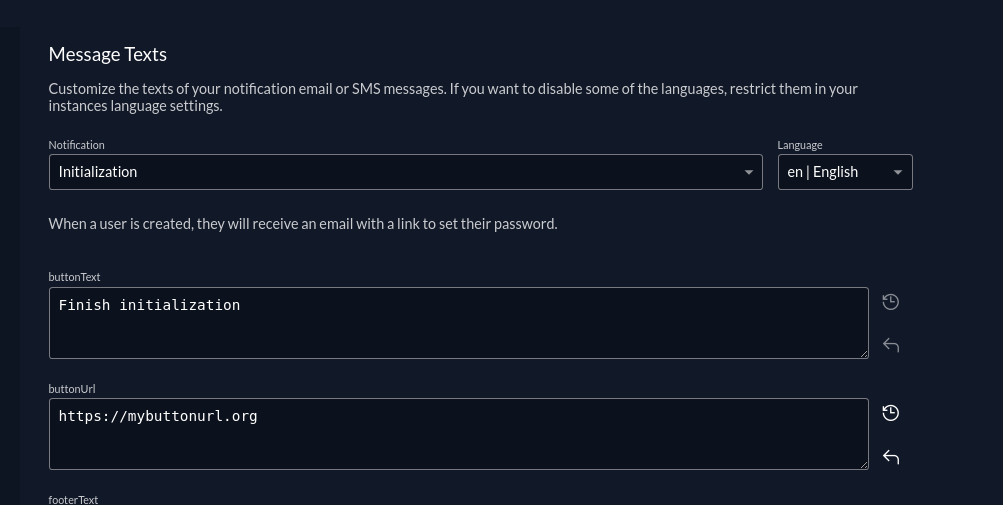 Message Texts
Customize the texts of your notification email or SMS messages. If you want to disable some of the languages, restrict them in your
instances language settings.
Notification
Language
Initialization
en | English
When a user is created, they will receive an email with a link to set their password.
buttonText
Finish initialization
buttonUrl
https://mybuttonurl.org
footerText